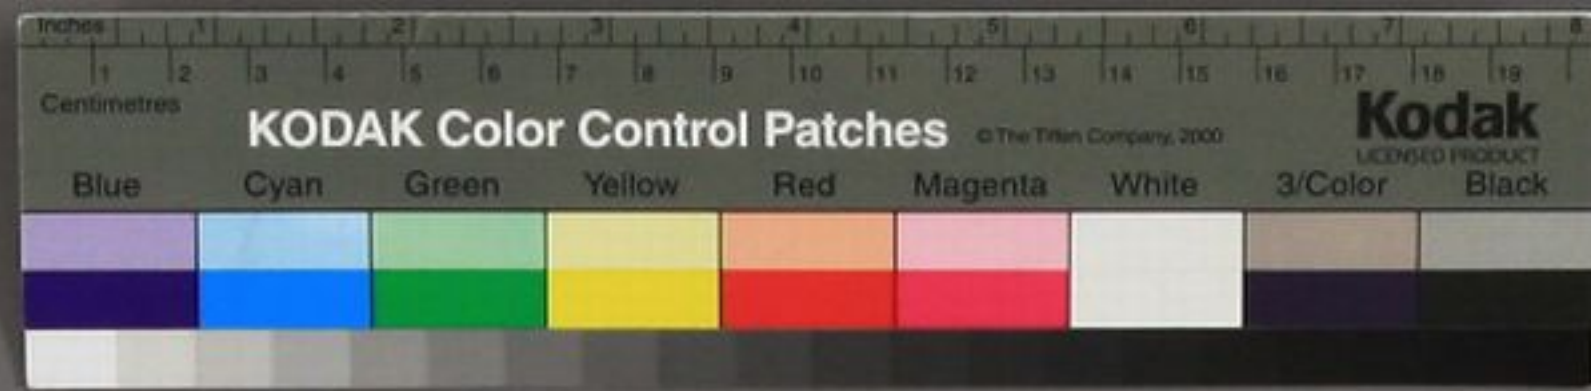 Inches 1 2 3 4 5 6 7 8
1 2 3 4 5 6 7 8 9 10 11 12 13 14 15 16 17 18 19
Centimetres
KODAK Color Control Patches © The Tiffen Company, 2000
Kodak
LICENSED PRODUCT
Blue Cyan Green Yellow Red Magenta White 3/Color Black